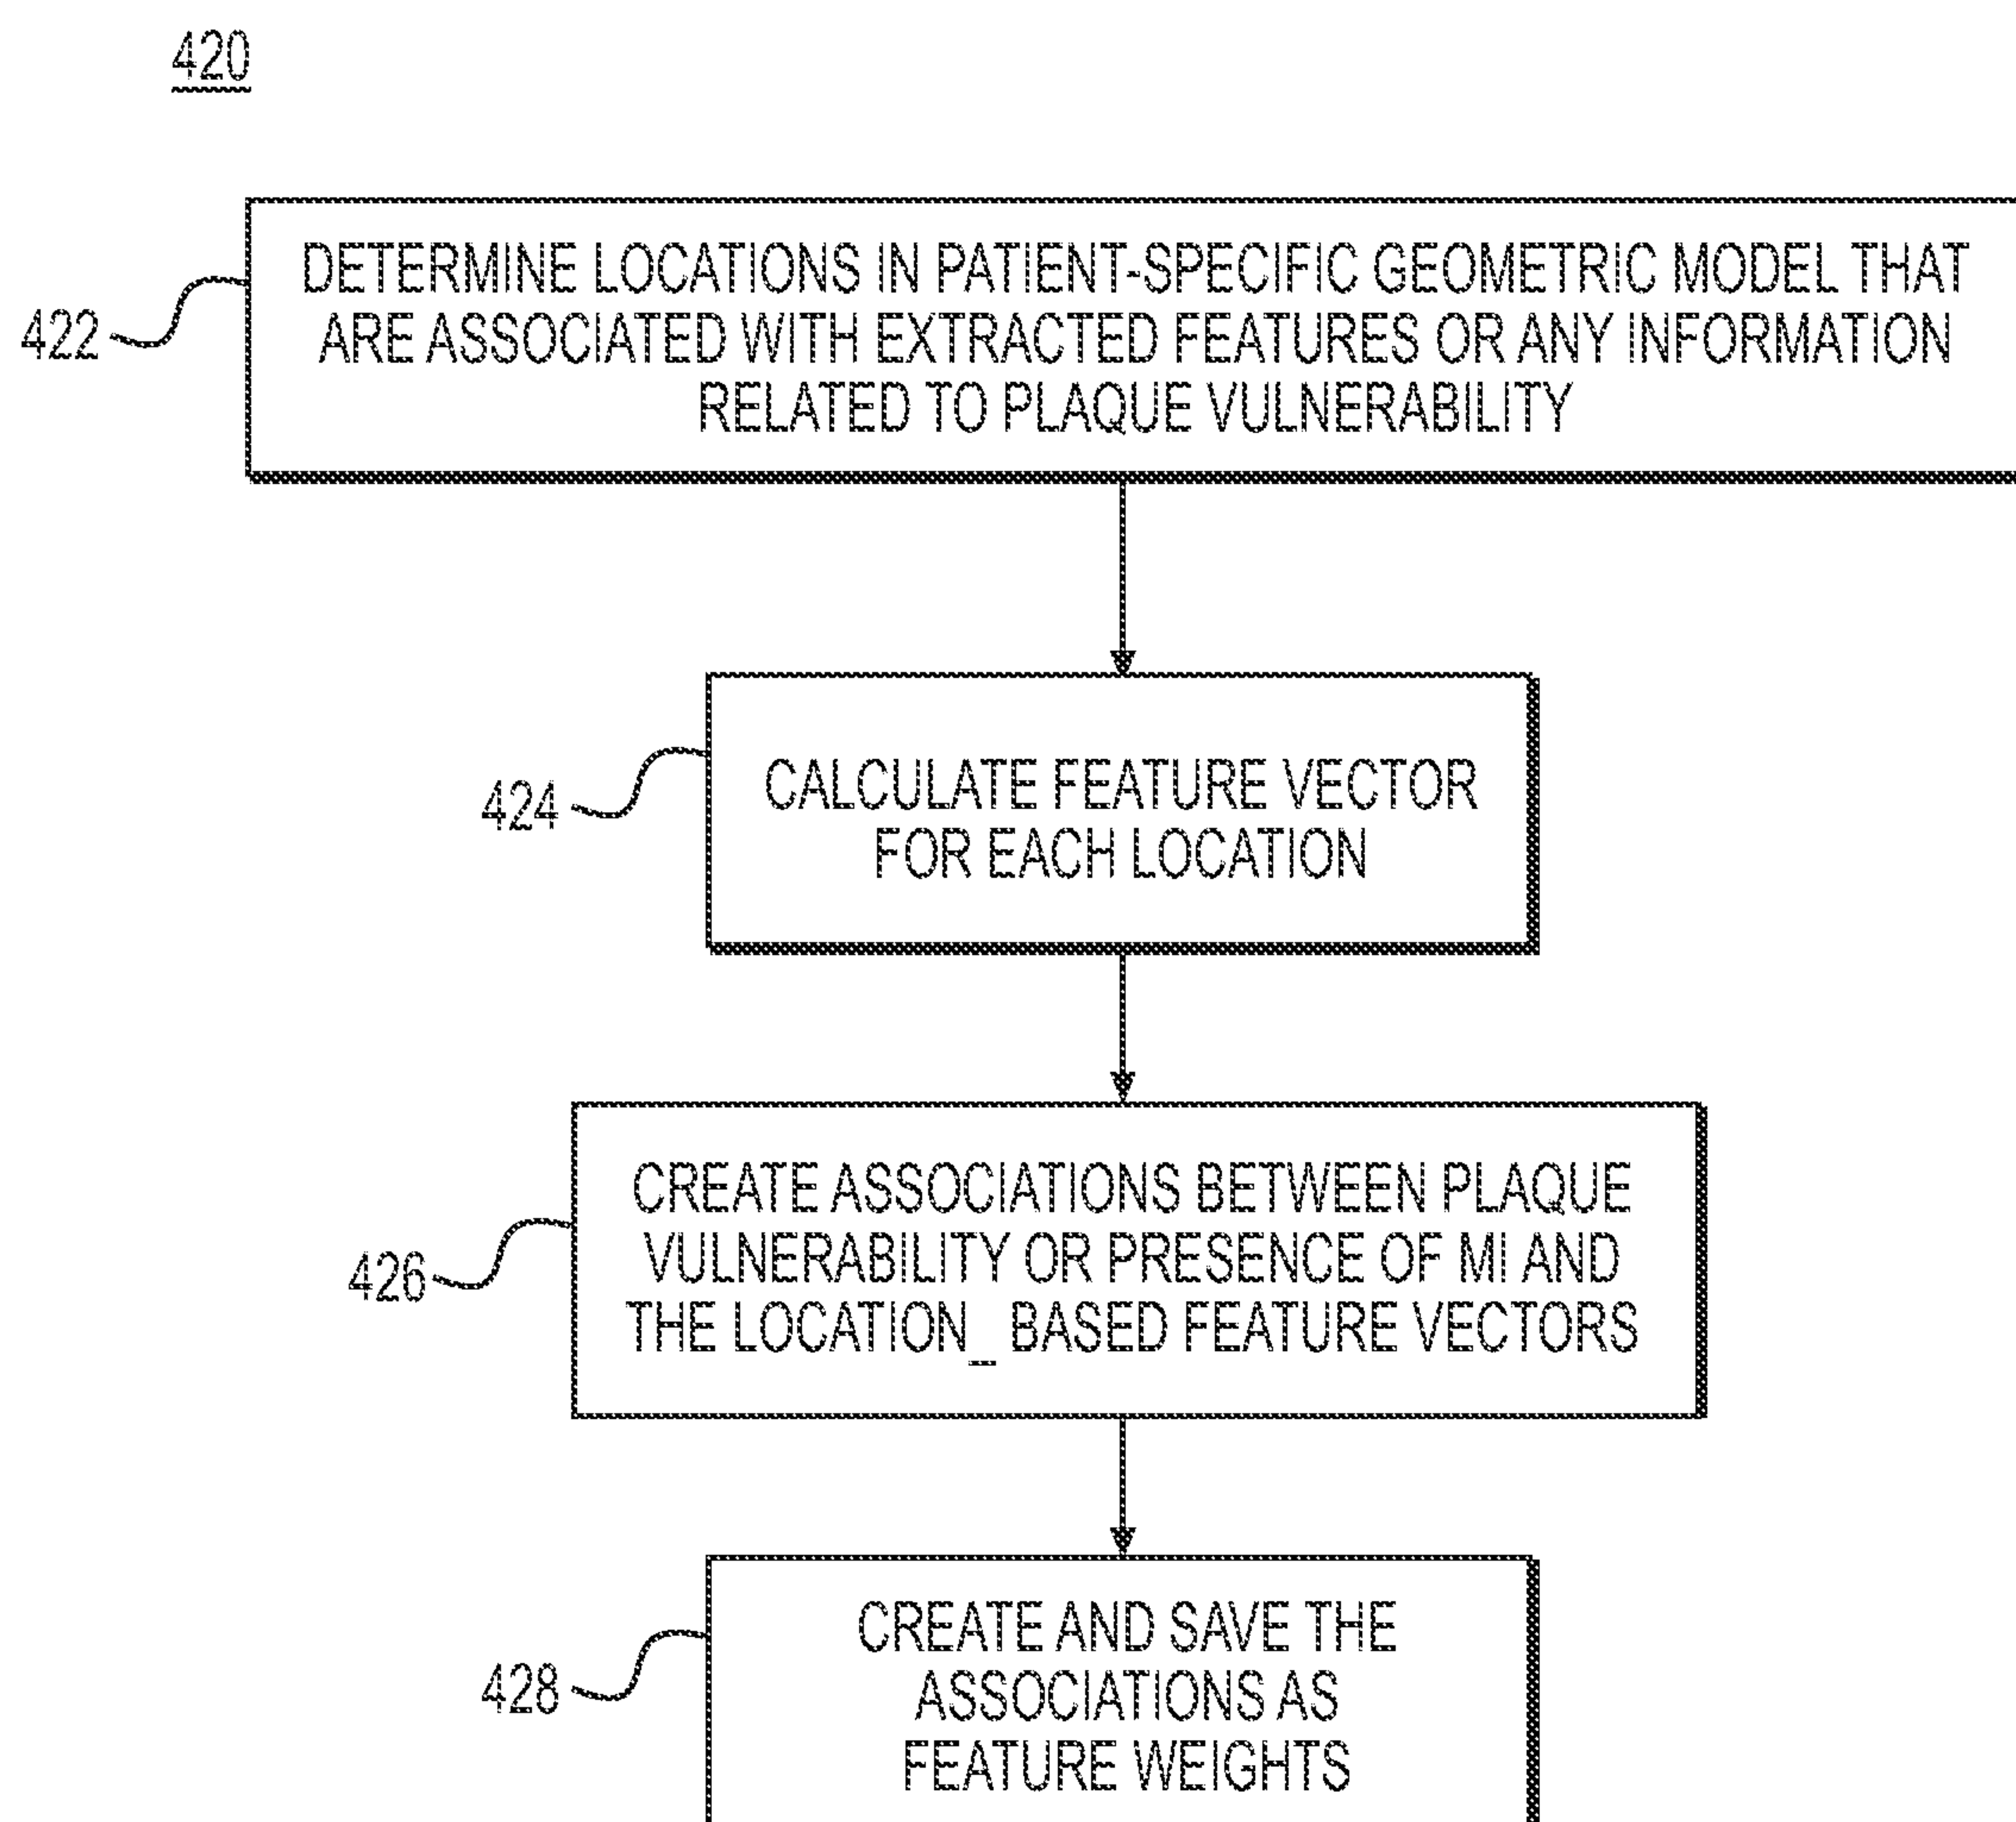 420
422
DETERMINE LOCATIONS IN PATIENT-SPECIFIC GEOMETRIC MODEL THAT
ARE ASSOCIATED WITH EXTRACTED FEATURES OR ANY INFORMATION
RELATED TO PLAQUE VULNERABILITY
424
CALCULATE FEATURE VECTOR
FOR EACH LOCATION
426
CREATE ASSOCIATIONS BETWEEN PLAQUE
VULNERABILITY OR PRESENCE OF MI AND
THE LOCATION_ BASED FEATURE VECTORS
428
CREATE AND SAVE THE
ASSOCIATIONS AS
FEATURE WEIGHTS